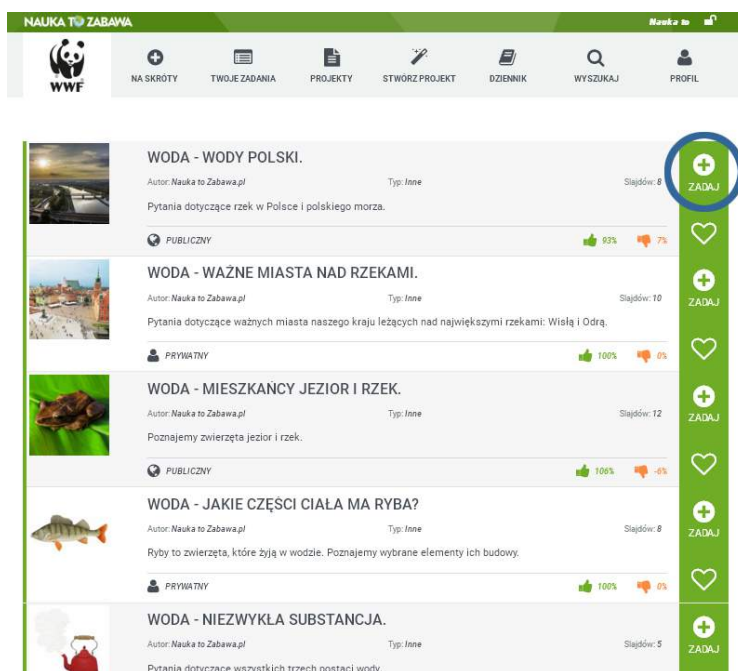 NAUKA TO ZABAWA
Nauka to
WWF
NA SKRÓTY
TWOJE ZADANIA
PROJEKTY
STWÓRZ PROJEKT
DZIENNIK
WYSZUKAJ
PROFIL
WODA - WODY POLSKI.
Autor: Nauka to Zabawa.pl Typ: Inne Slajdów: 8
Pytania dotyczące rzek w Polsce i polskiego morza.
PUBLICZNY 93% 7%
ZADAJ
WODA - WAŻNE MIASTA NAD RZEKAMI.
Autor: Nauka to Zabawa.pl Typ: Inne Slajdów: 10
Pytania dotyczące ważnych miasta naszego kraju leżących nad największymi rzekami: Wisłą i Odrą.
PRYWATNY 100% 0%
ZADAJ
WODA - MIESZKAŃCY JEZIOR I RZEK.
Autor: Nauka to Zabawa.pl Typ: Inne Slajdów: 12
Poznajemy zwierzęta jezior i rzek.
PUBLICZNY 106% -6%
ZADAJ
WODA - JAKIE CZĘŚCI CIAŁA MA RYBA?
Autor: Nauka to Zabawa.pl Typ: Inne Slajdów: 8
Ryby to zwierzęta, które żyją w wodzie. Poznajemy wybrane elementy ich budowy.
PRYWATNY 100% 0%
ZADAJ
WODA - NIEZWYKŁA SUBSTANCJA.
Autor: Nauka to Zabawa.pl Typ: Inne Slajdów: 5
Pytania dotyczące wszystkich trzech postaci wody.
ZADAJ